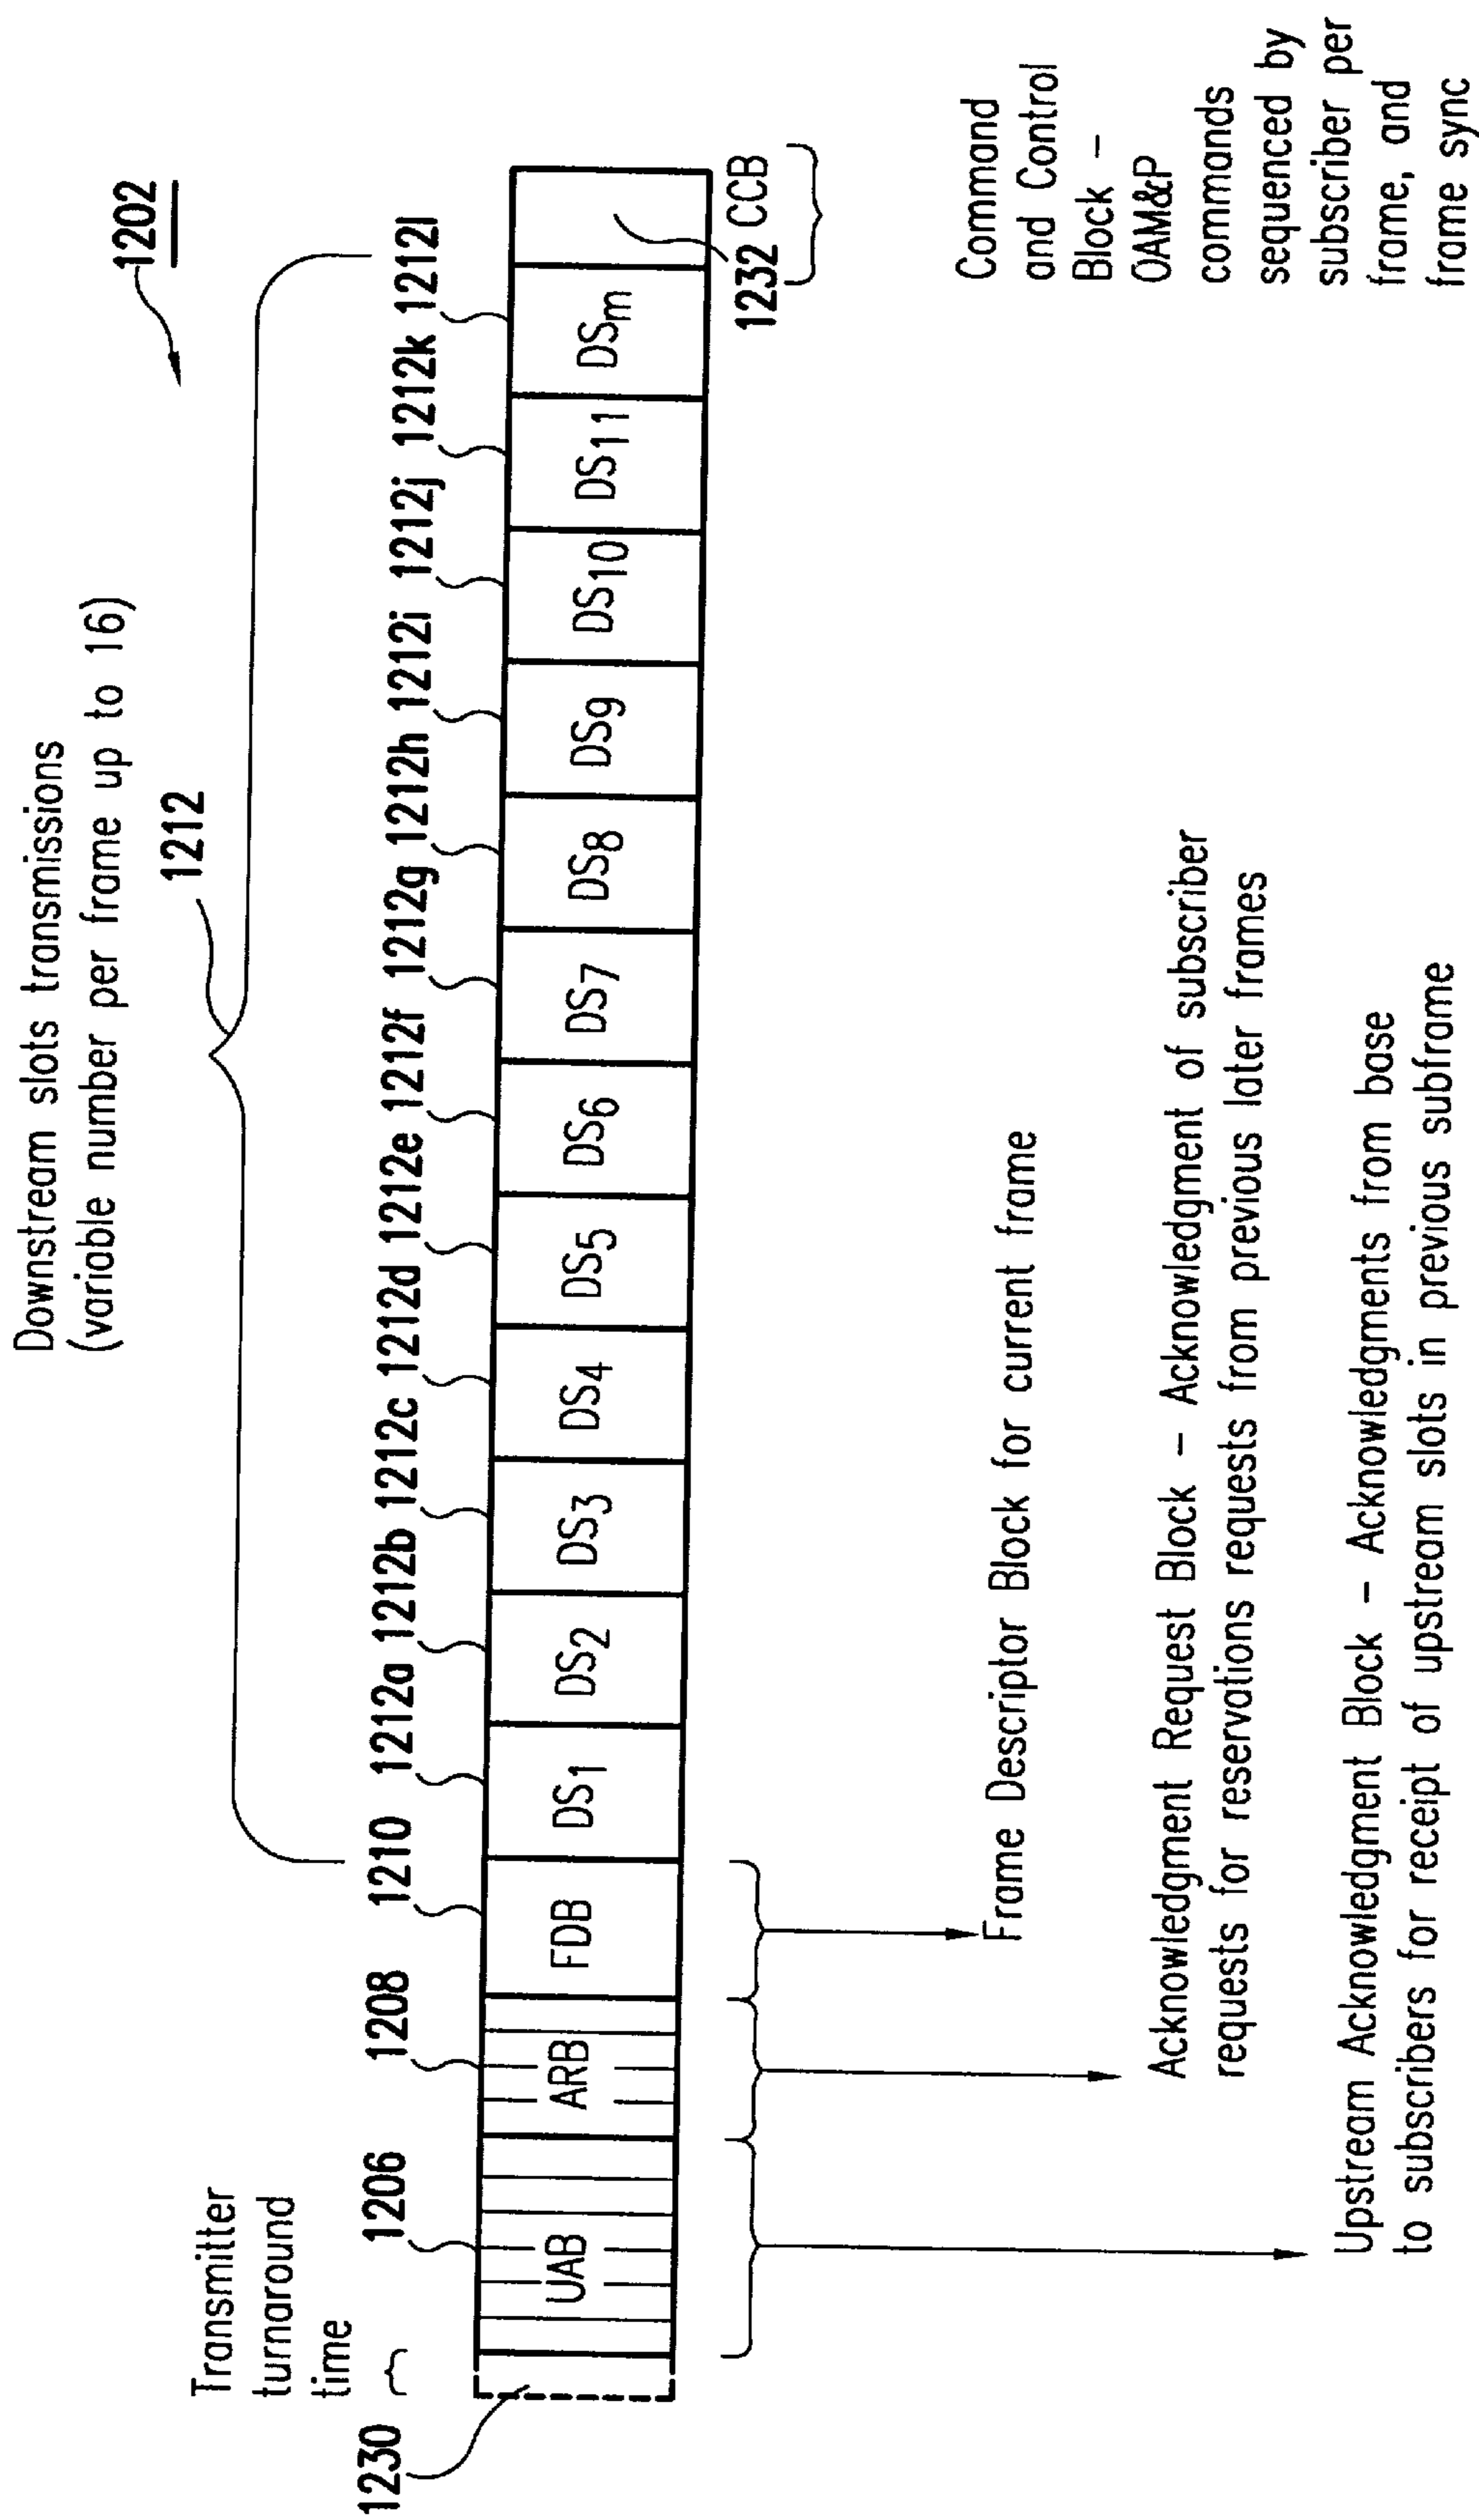 Downstream slots transmissions
(variable number per frame up to 16)
1202
1212
Transmitter
turnaround
time
1230
1206
1208
1210
1212a
1212b
1212c
1212d
1212e
1212f
1212g
1212h
1212i
1212j
1212k
1212l
UAB
ARB
FDB
DS1
DS2
DS3
DS4
DS5
DS6
DS7
DS8
DS9
DS10
DS11
DSm
1232 CCB
Frame Descriptor Block for current frame
Acknowledgment Request Block – Acknowledgment of subscriber
requests for reservations requests from previous later frames
Upstream Acknowledgment Block – Acknowledgments from base
to subscribers for receipt of upstream slots in previous subframe
Command
and Control
Block –
OAM&P
commands
sequenced by
subscriber per
frame, and
frame sync